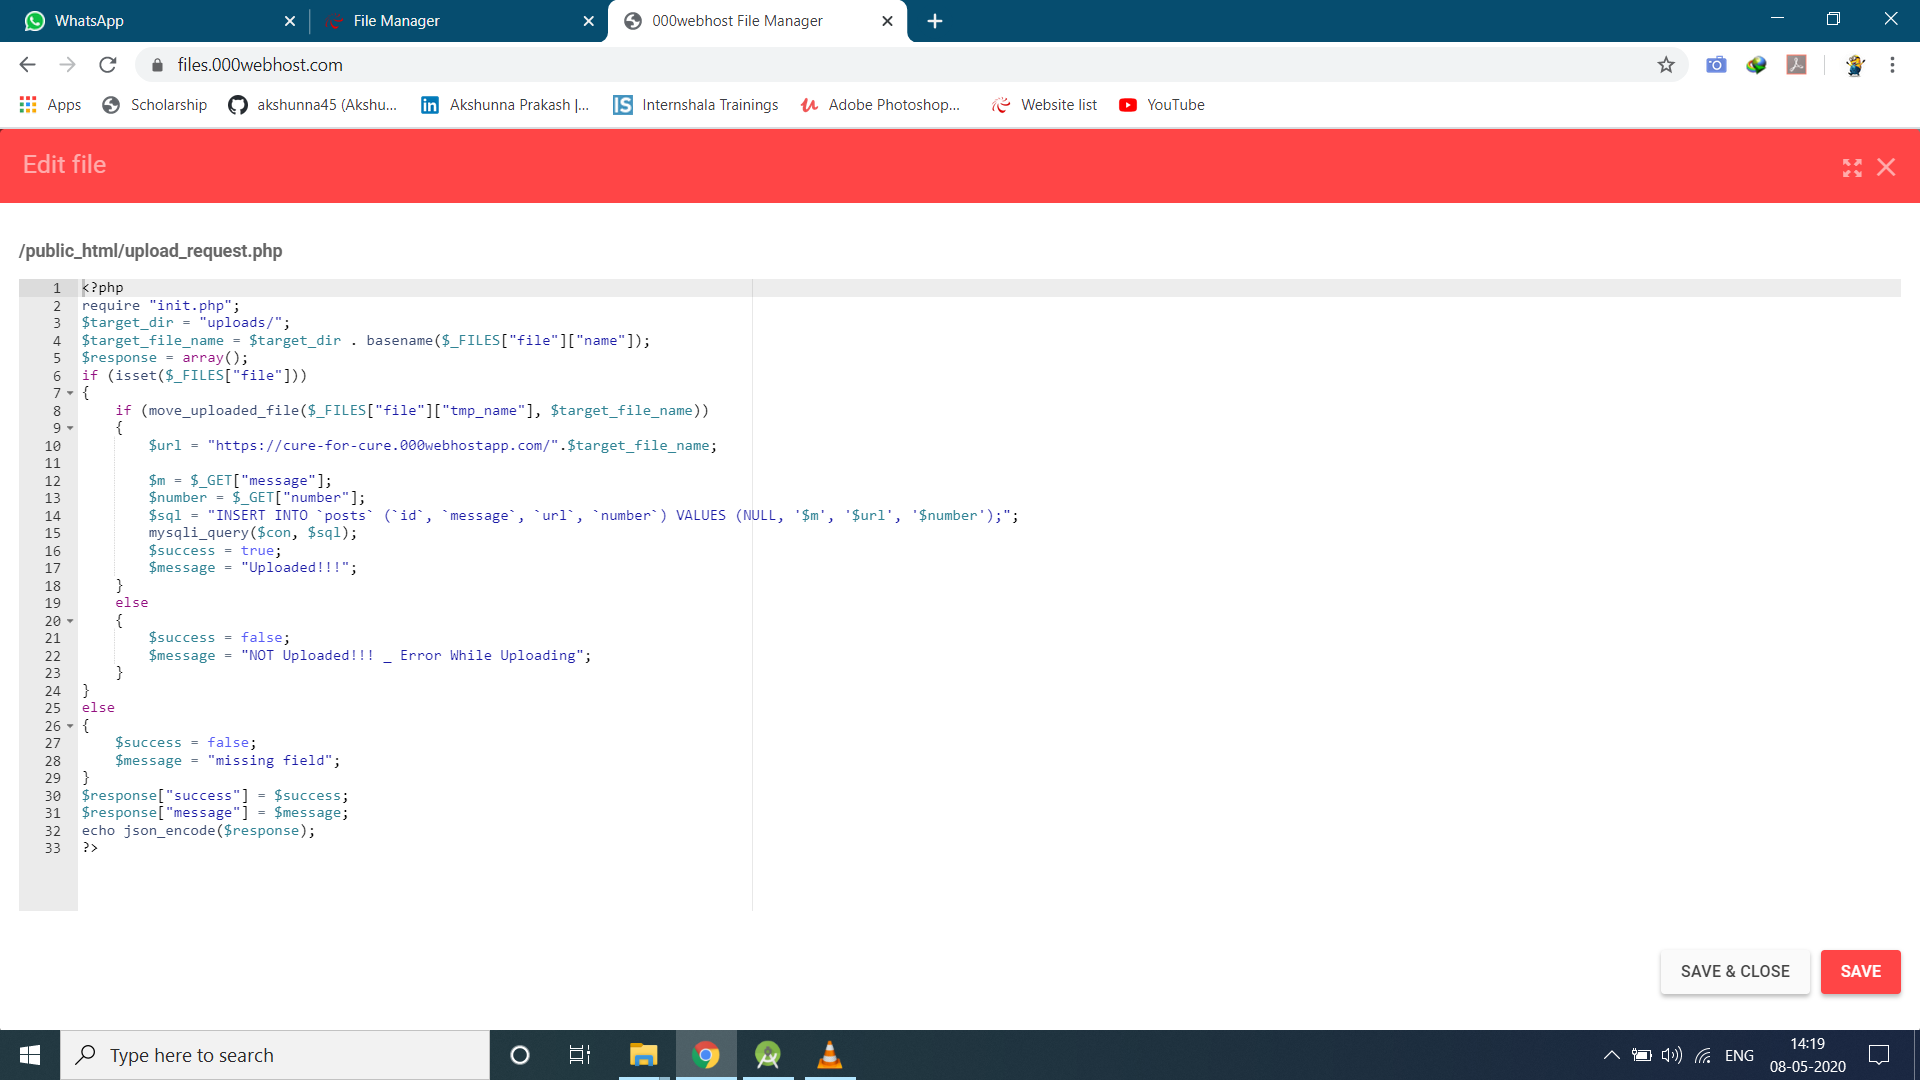 WhatsApp
File Manager
000webhost File Manager
files.000webhost.com
Apps
Scholarship
akshunna45 (Akshu...
Akshunna Prakash |...
Internshala Trainings
Adobe Photoshop...
Website list
YouTube
Edit file
/public_html/upload_request.php
1 <?php
2 require "init.php";
3 $target_dir = "uploads/";
4 $target_file_name = $target_dir . basename($_FILES["file"]["name"]);
5 $response = array();
6 if (isset($_FILES["file"]))
7 {
8     if (move_uploaded_file($_FILES["file"]["tmp_name"], $target_file_name))
9     {
10         $url = "https://cure-for-cure.000webhostapp.com/".$target_file_name;
11
12         $m = $_GET["message"];
13         $number = $_GET["number"];
14         $sql = "INSERT INTO `posts` (`id`, `message`, `url`, `number`) VALUES (NULL, '$m', '$url', '$number');";
15         mysqli_query($con, $sql);
16         $success = true;
17         $message = "Uploaded!!!";
18     }
19     else
20     {
21         $success = false;
22         $message = "NOT Uploaded!!! _ Error While Uploading";
23     }
24 }
25 else
26 {
27     $success = false;
28     $message = "missing field";
29 }
30 $response["success"] = $success;
31 $response["message"] = $message;
32 echo json_encode($response);
33 ?>
SAVE & CLOSE
SAVE
Type here to search
ENG
14:19
08-05-2020